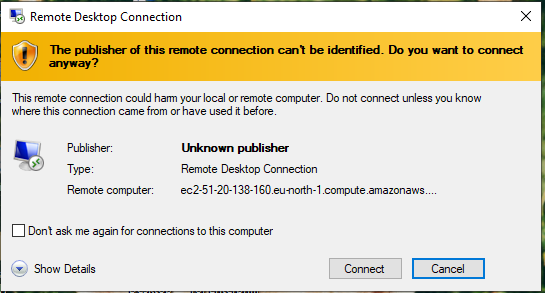 Remote Desktop Connection
The publisher of this remote connection can't be identified. Do you want to connect
anyway?
This remote connection could harm your local or remote computer. Do not connect unless you know
where this connection came from or have used it before.
Publisher: Unknown publisher
Type: Remote Desktop Connection
Remote computer: ec2-51-20-138-160.eu-north-1.compute.amazonaws....
Don't ask me again for connections to this computer
Show Details Connect Cancel